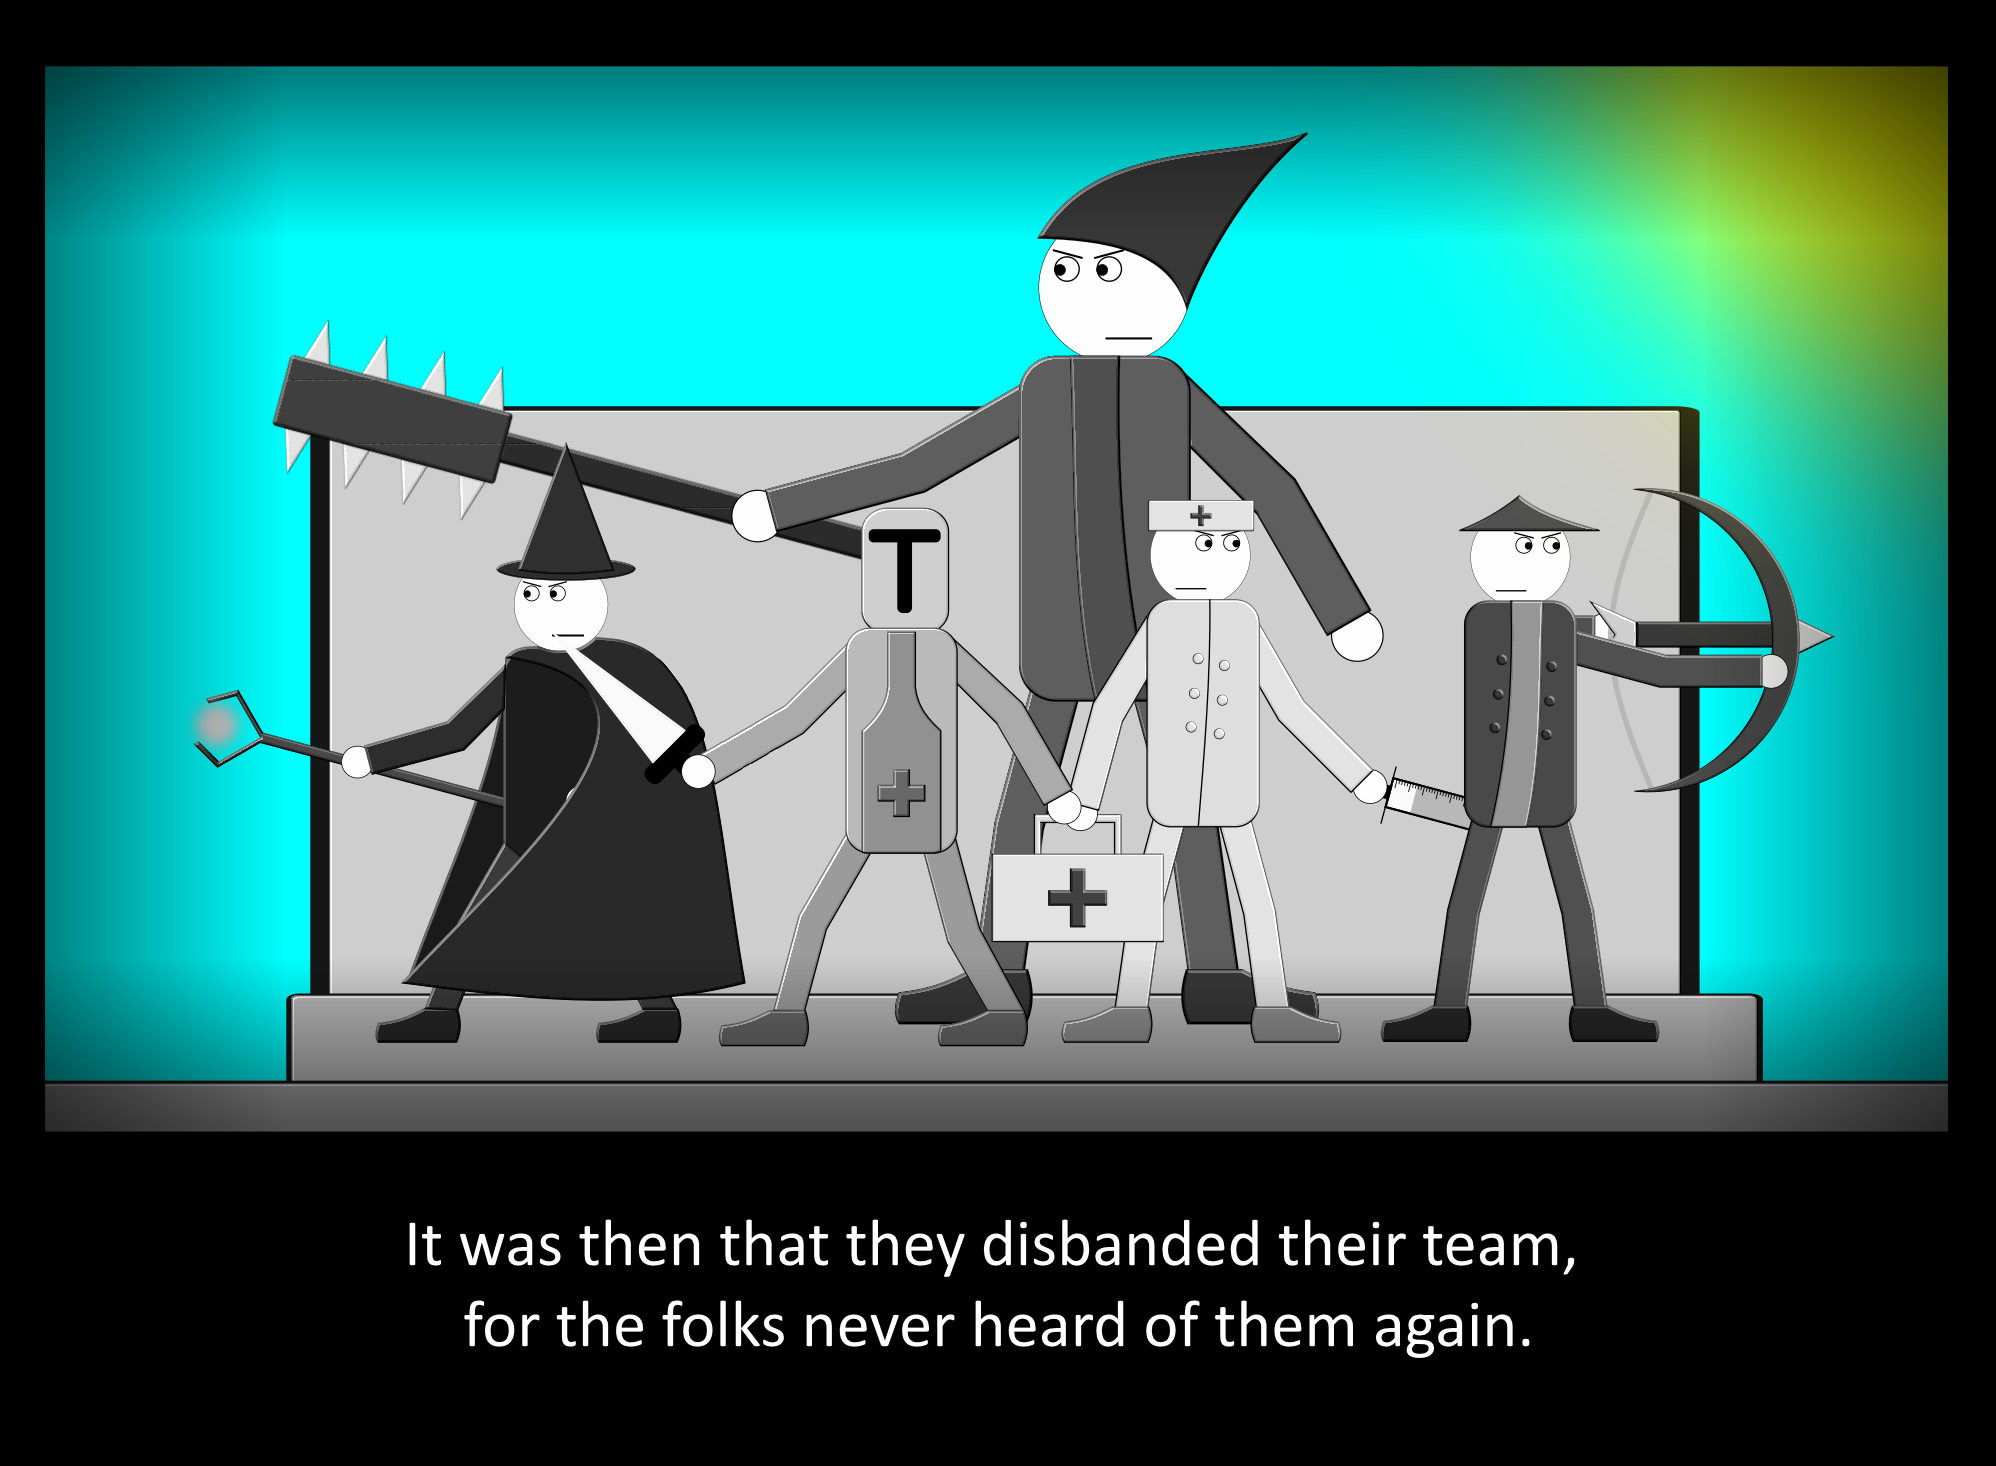 It was then that they disbanded their team,
for the folks never heard of them again.